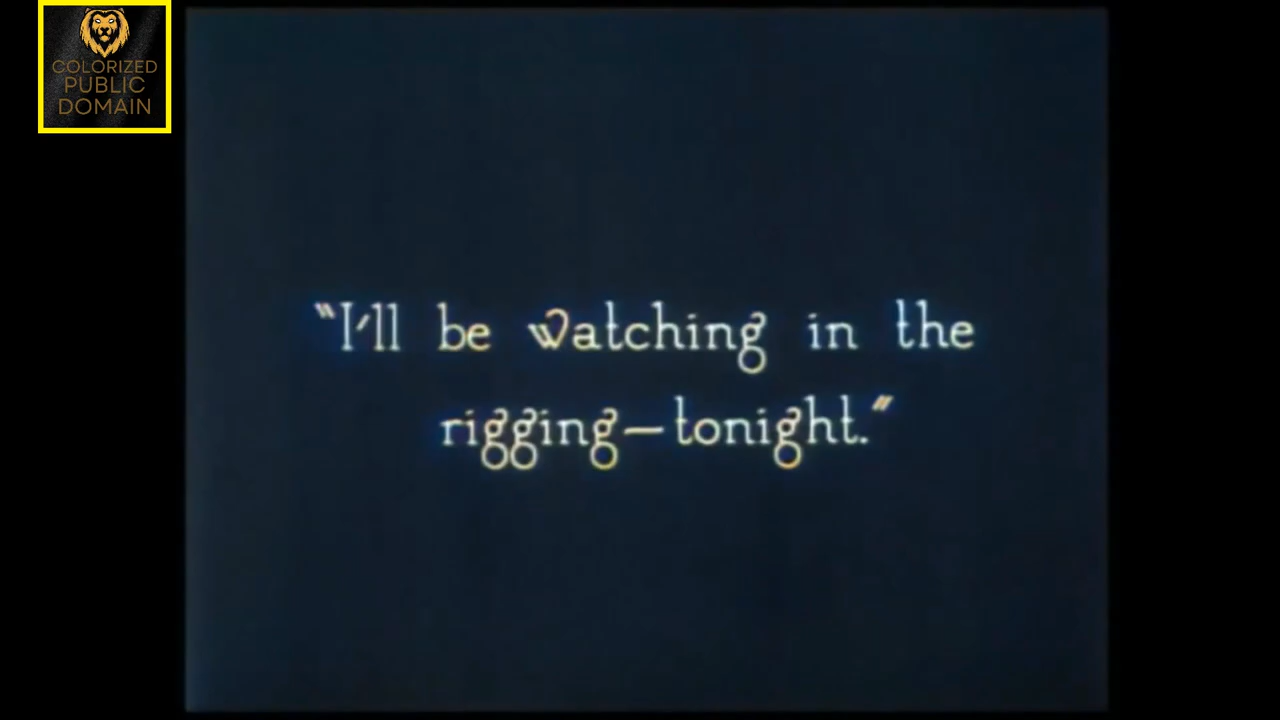 COLORIZED
PUBLIC
DOMAIN
"I'll be watching in the
rigging—tonight."